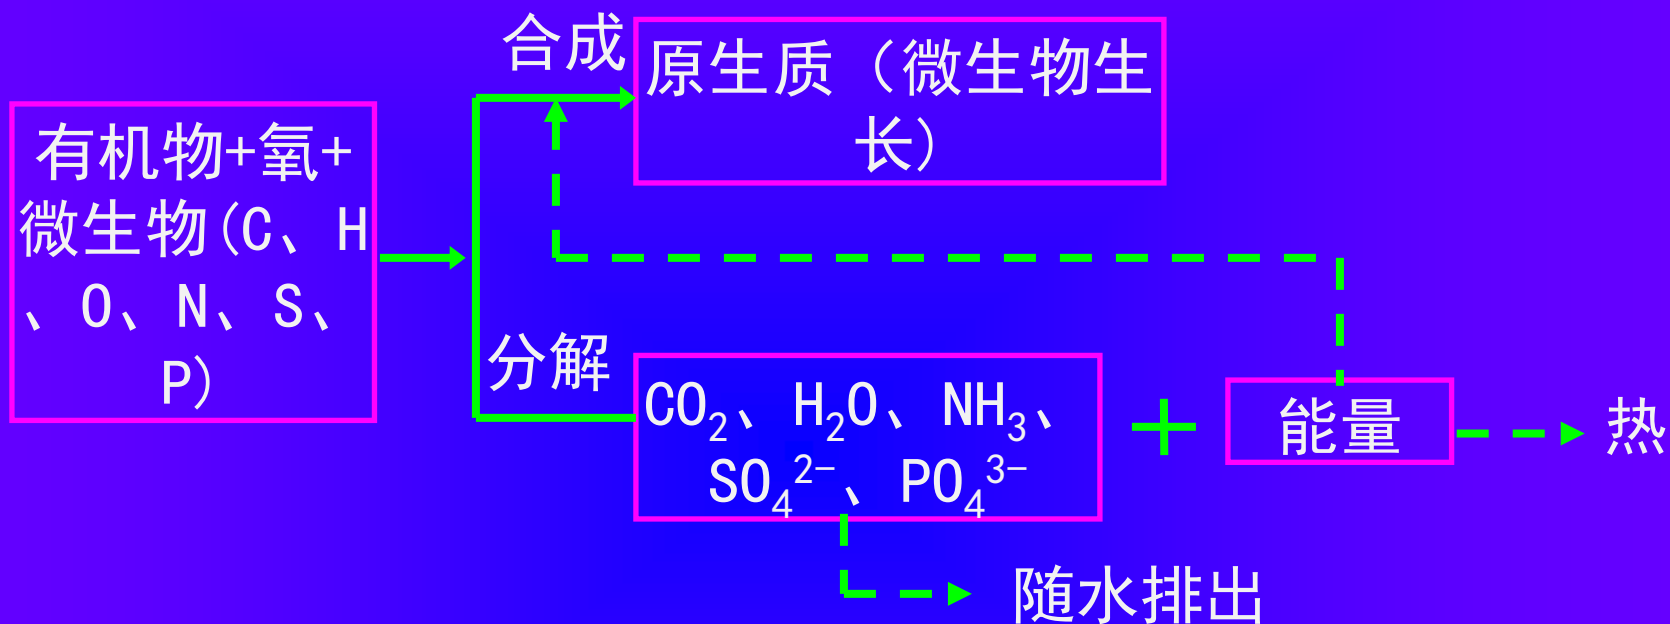 合成
原生质（微生物生
长）
有机物+氧+
微生物(C、H
、O、N、S、
P)
分解
CO₂、H₂O、NH₃、
SO₄²⁻、PO₄³⁻
+
能量
热
随水排出